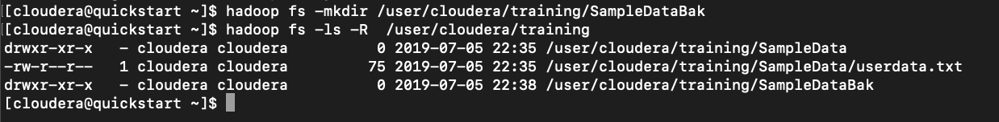 [cloudera@quickstart ~]$ hadoop fs -mkdir /user/cloudera/training/SampleDataBak
[cloudera@quickstart ~]$ hadoop fs -ls -R  /user/cloudera/training
drwxr-xr-x   - cloudera cloudera          0 2019-07-05 22:35 /user/cloudera/training/SampleData
-rw-r--r--   1 cloudera cloudera         75 2019-07-05 22:35 /user/cloudera/training/SampleData/userdata.txt
drwxr-xr-x   - cloudera cloudera          0 2019-07-05 22:38 /user/cloudera/training/SampleDataBak
[cloudera@quickstart ~]$